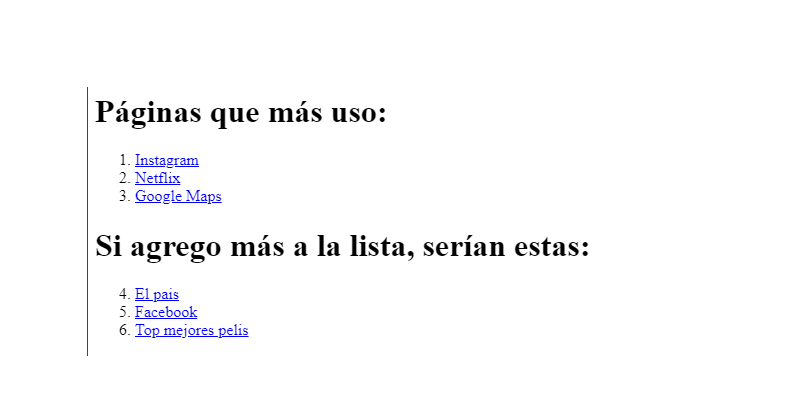 Páginas que más uso:
1. Instagram
2. Netflix
3. Google Maps
Si agrego más a la lista, serían estas:
4. El pais
5. Facebook
6. Top mejores pelis